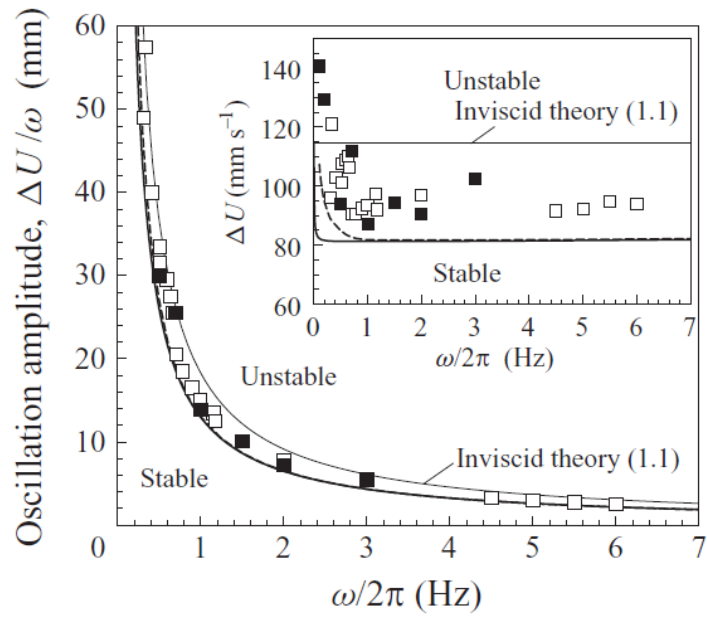 Oscillation amplitude, ΔU/ω (mm)
60
50
40
30
20
10
0
1
2
3
4
5
6
7
ω/2π (Hz)
Unstable
Stable
Inviscid theory (1.1)
ΔU (mm s⁻¹)
140
120
100
80
60
0
1
2
3
4
5
6
7
ω/2π (Hz)
Unstable
Inviscid theory (1.1)
Stable